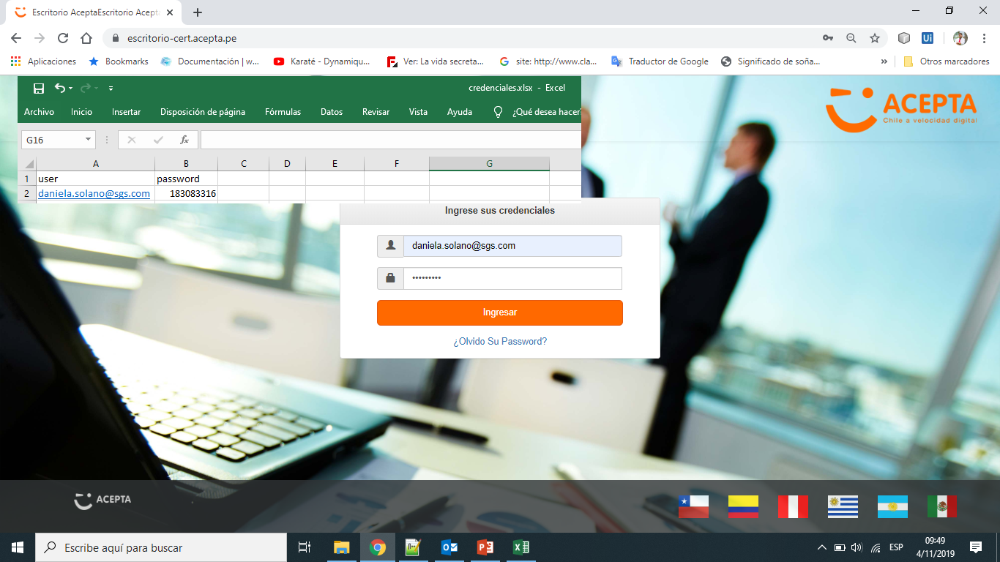 Escritorio AceptaEscritorio Acept
escritorio-cert.acepta.pe
Ui
Aplicaciones
Bookmarks
Documentación | w...
Karaté - Dynamiqu...
Ver: La vida secreta...
site: http://www.cla...
Traductor de Google
Significado de soña...
»
Otros marcadores
credenciales.xlsx - Excel
Archivo Inicio Insertar Disposición de página Fórmulas Datos Revisar Vista Ayuda ¿Qué desea hacer?
G16
fx
A B C D E F G
1 user password
2 daniela.solano@sgs.com 183083316
ACEPTA
Chile a velocidad digital
Ingrese sus credenciales
daniela.solano@sgs.com
•••••••••
Ingresar
¿Olvido Su Password?
ACEPTA
Escribe aquí para buscar
ESP
09:49
4/11/2019